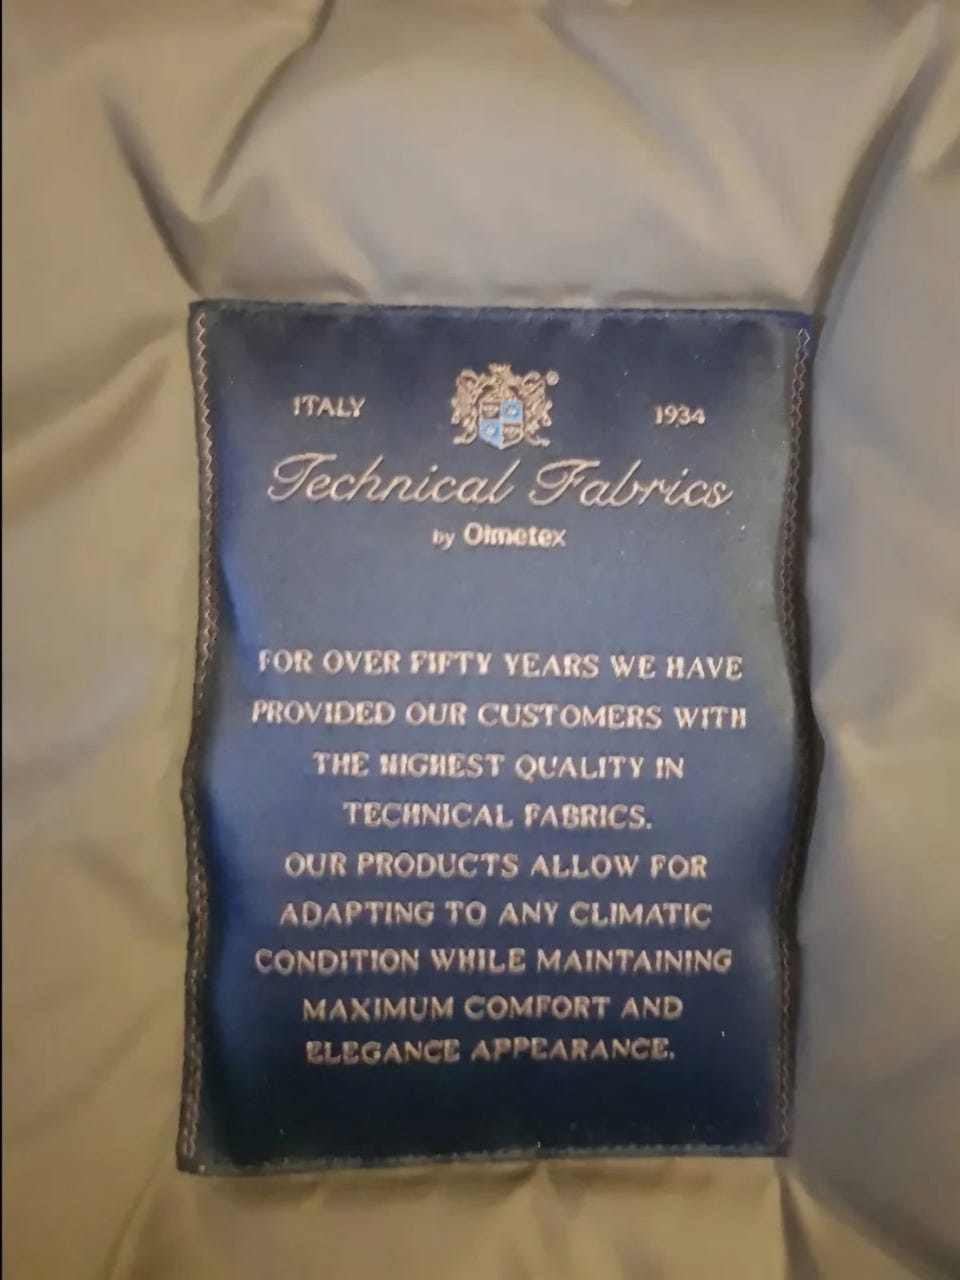 ITALY 1934
Technical Fabrics
by Olmetex
FOR OVER FIFTY YEARS WE HAVE
PROVIDED OUR CUSTOMERS WITH
THE HIGHEST QUALITY IN
TECHNICAL FABRICS.
OUR PRODUCTS ALLOW FOR
ADAPTING TO ANY CLIMATIC
CONDITION WHILE MAINTAINING
MAXIMUM COMFORT AND
ELEGANCE APPEARANCE.